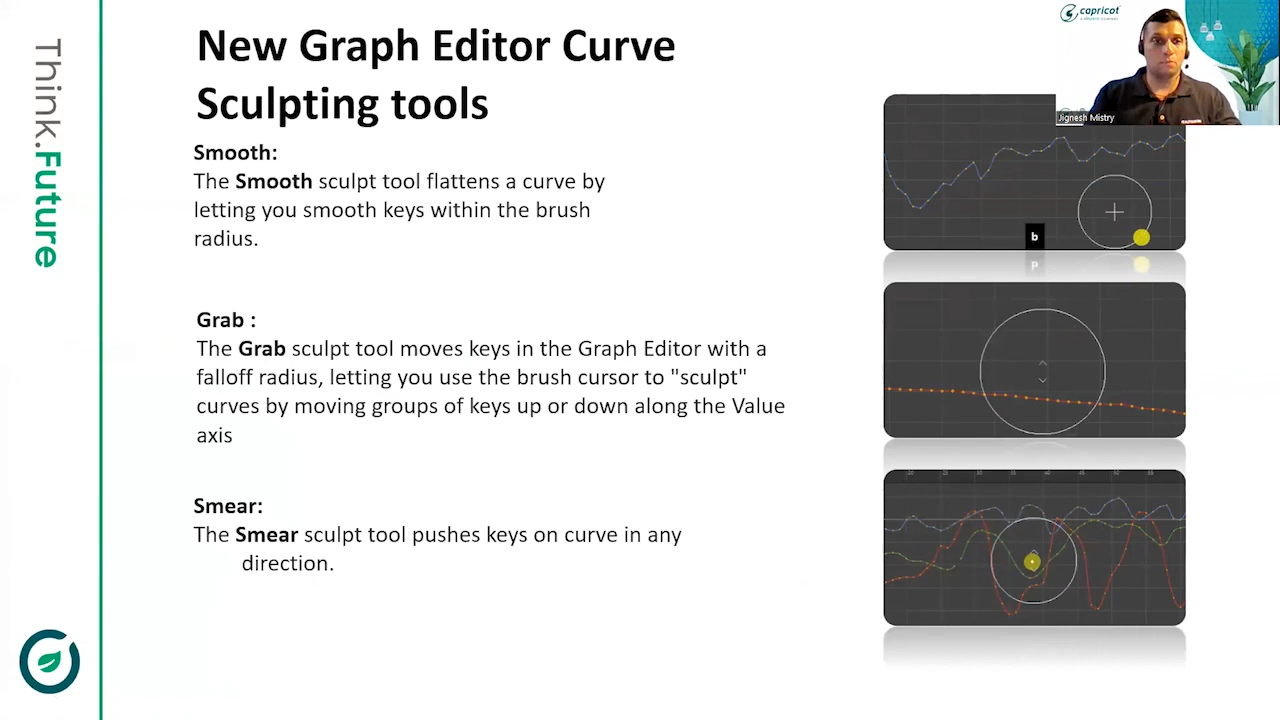 Think.Future
New Graph Editor Curve
Sculpting tools
Smooth:
The Smooth sculpt tool flattens a curve by
letting you smooth keys within the brush
radius.
Grab :
The Grab sculpt tool moves keys in the Graph Editor with a
falloff radius, letting you use the brush cursor to "sculpt"
curves by moving groups of keys up or down along the Value
axis
Smear:
The Smear sculpt tool pushes keys on curve in any
direction.
capricot
Jignesh Mistry
b